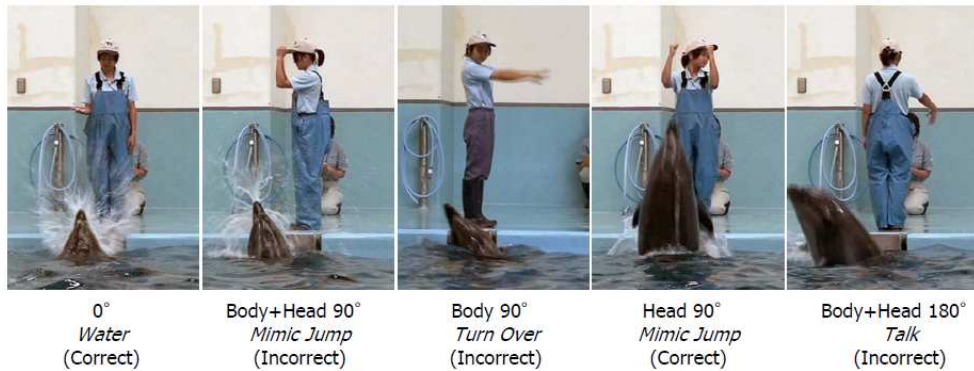 0°
Water
(Correct)
Body+Head 90°
Mimic Jump
(Incorrect)
Body 90°
Turn Over
(Incorrect)
Head 90°
Mimic Jump
(Correct)
Body+Head 180°
Talk
(Incorrect)